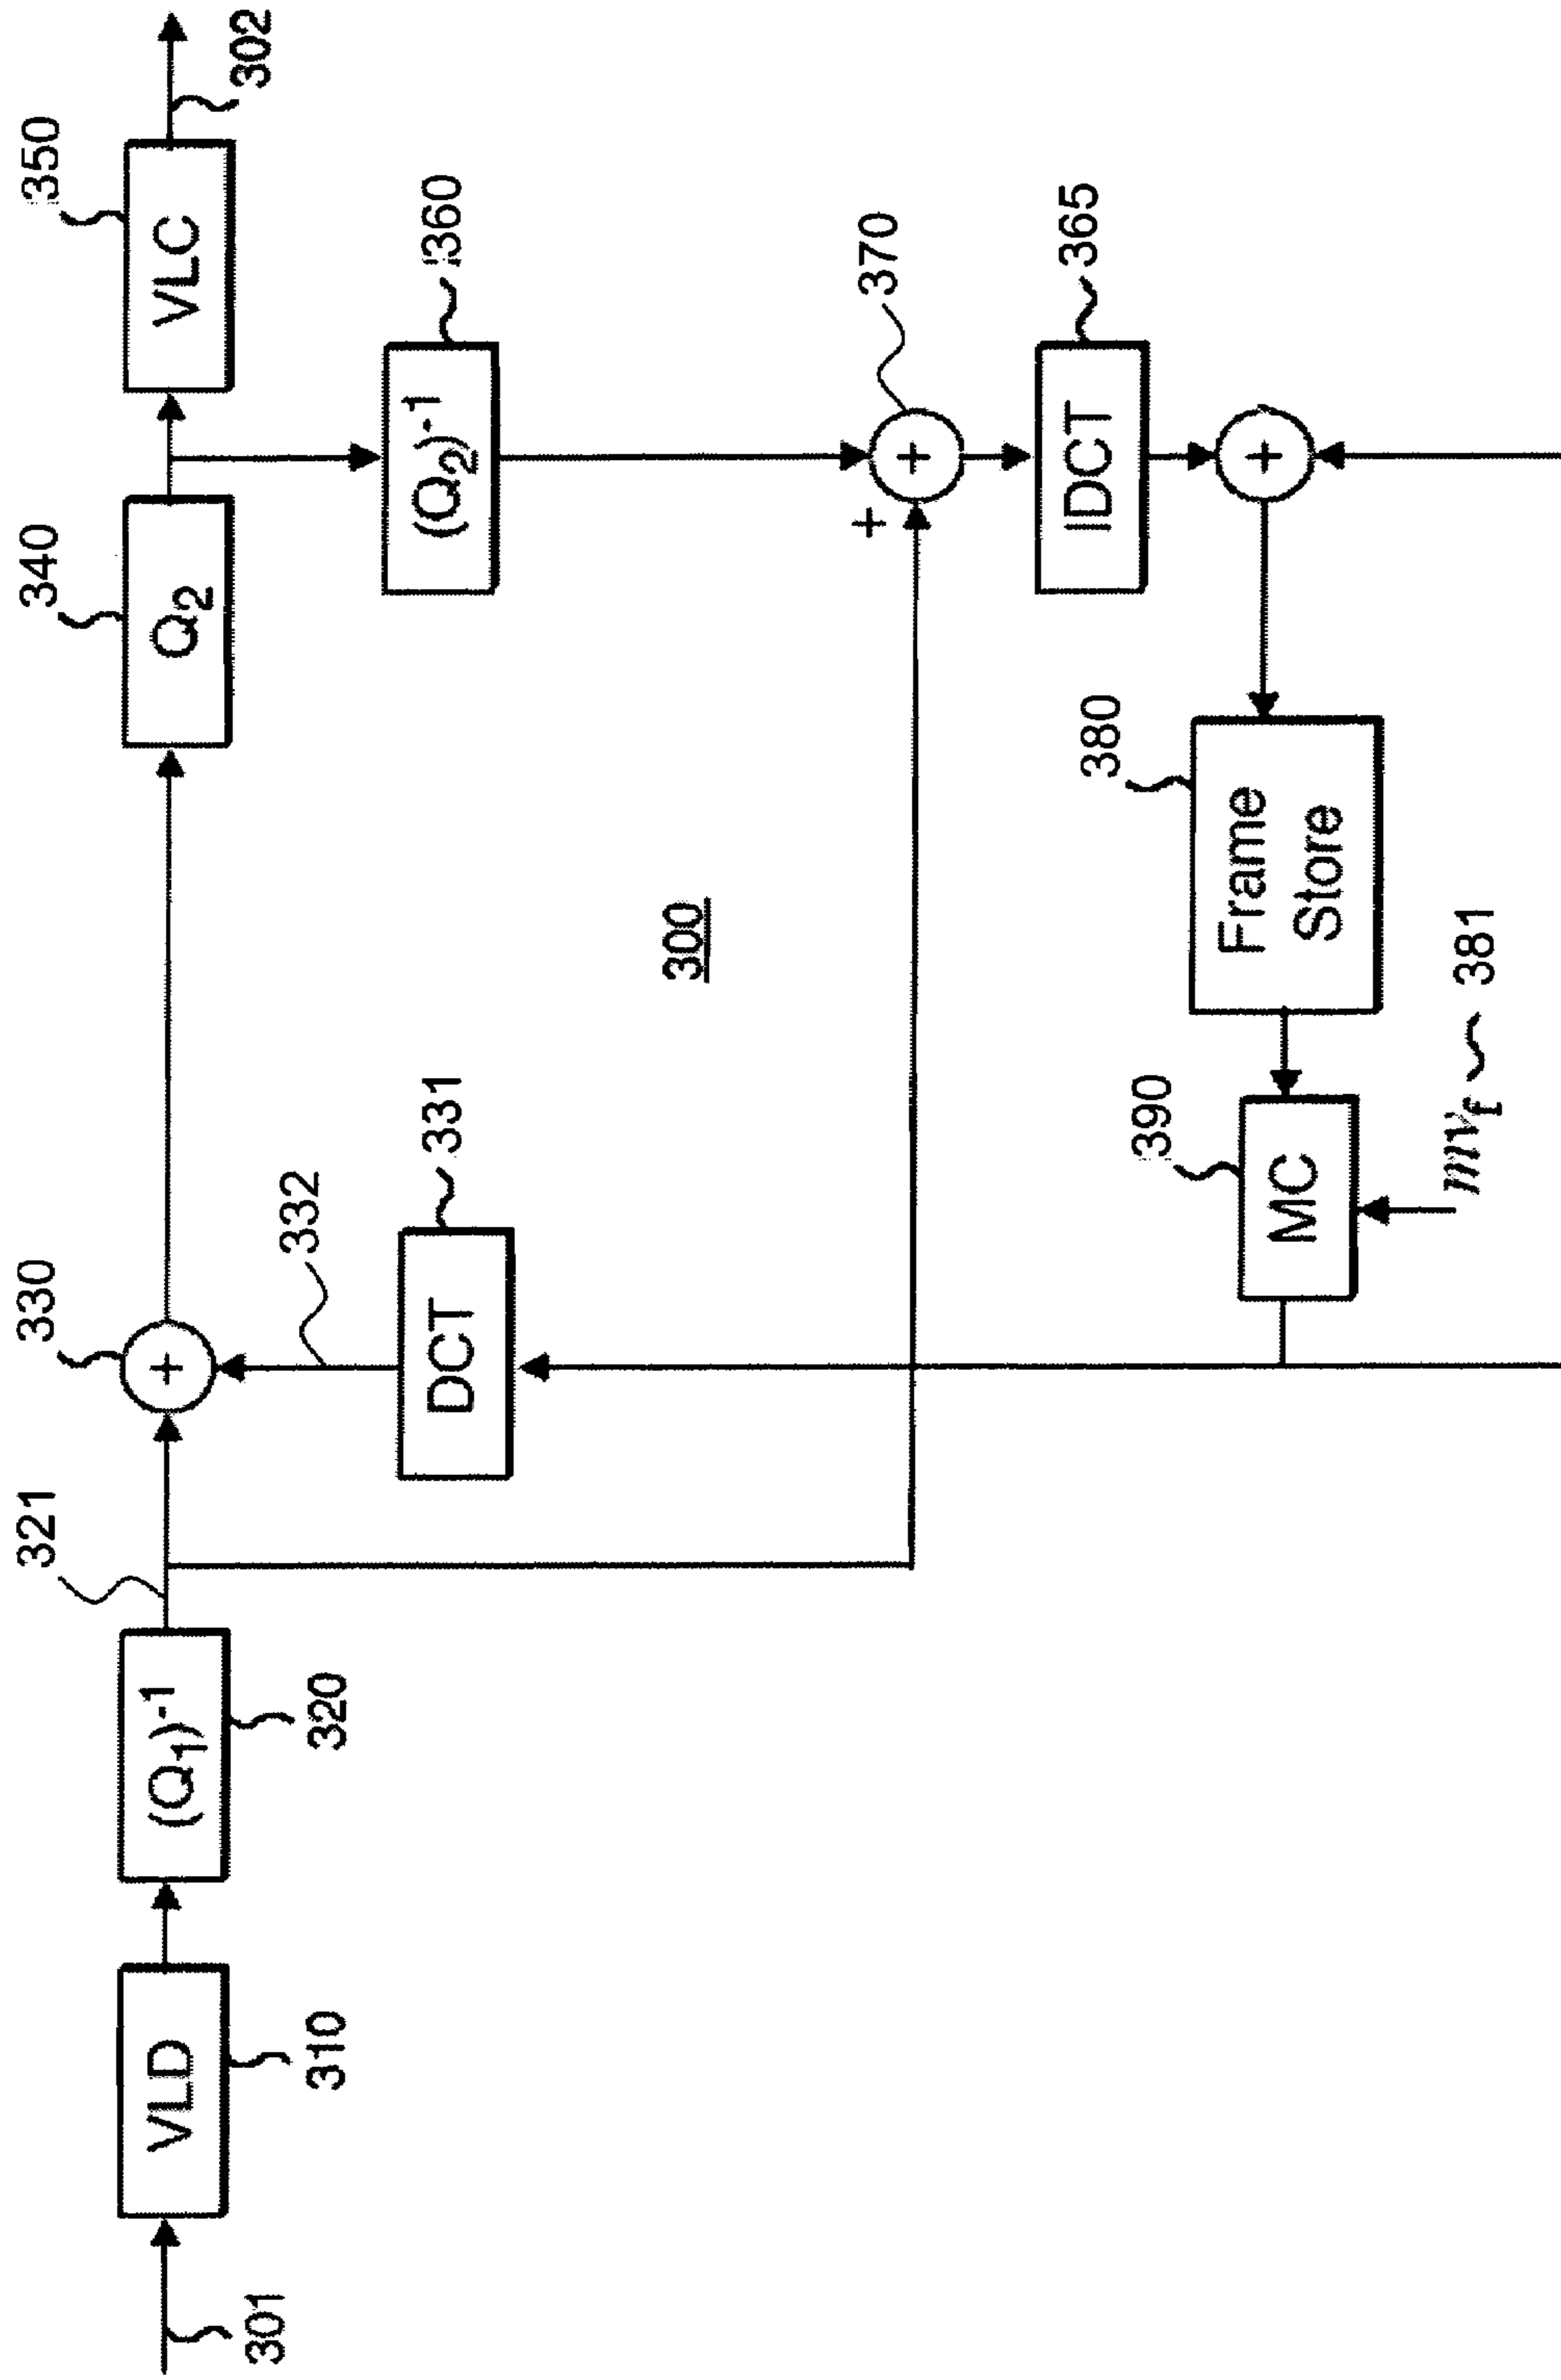 301
VLD
310
(Q1)-1
320
321
+
330
332
DCT
331
Q2
340
VLC
350
302
(Q2)-1
360
300
+
+
370
IDCT
365
+
Frame
Store
380
MC
390
mvf
381